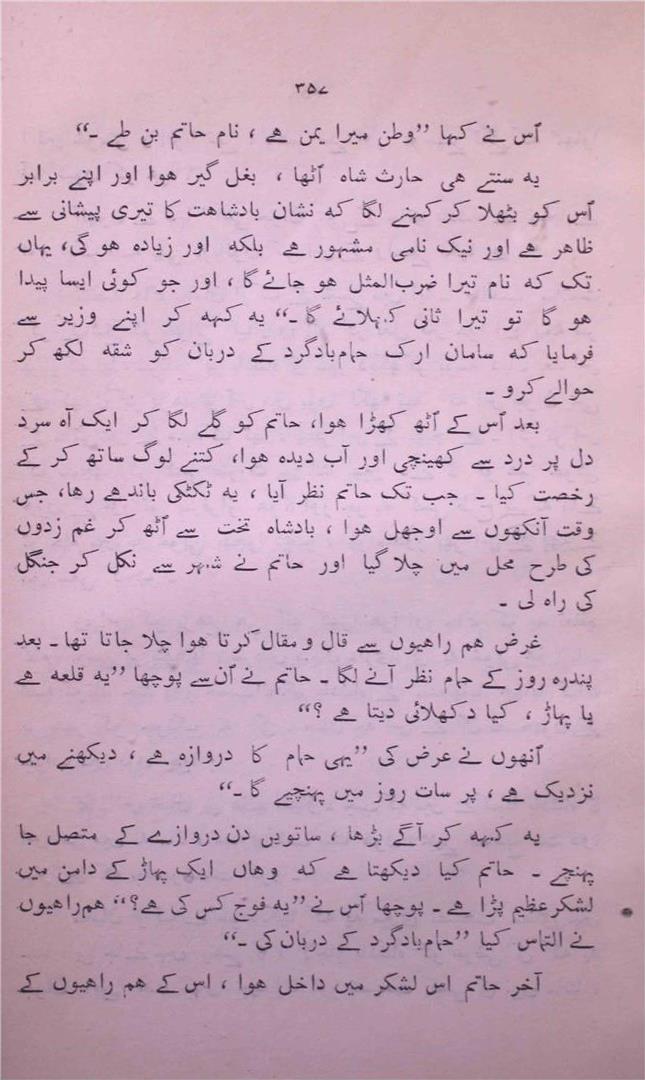 ۳۵۷
اُس نے کہا ’’وطن میرا یمن ہے ، نام حاتم بن طے ۔‘‘
یہ سنتے ہی حارث شاہ اُٹھا ، بغل گیر ہوا اور اپنے برابر
اُس کو بٹھلا کر کہنے لگا کہ نشان بادشاہت کا تیری پیشانی سے
ظاہر ہے اور نیک نامی مشہور ہے بلکہ اور زیادہ ہو گی، یہاں
تک کہ نام تیرا ضرب‌المثل ہو جائے گا ، اور جو کوئی ایسا پیدا
ہو گا تو تیرا ثانی کہلائے گا ۔‘‘ یہ کہہ کر اپنے وزیر سے
فرمایا کہ سامان ارک حمام‌بادگرد کے دربان کو شقہ لکھ کر
حوالے کرو ۔
بعد اُس کے اُٹھ کھڑا ہوا، حاتم کو گلے لگا کر ایک آہ سرد
دل پر درد سے کھینچی اور آب دیدہ ہوا، کتنے لوگ ساتھ کر کے
رخصت کیا ۔ جب تک حاتم نظر آیا ، یہ ٹکٹکی باندھے رہا، جس
وقت آنکھوں سے اوجھل ہوا ، بادشاہ تخت سے اُٹھ کر غم زدوں
کی طرح محل میں چلا گیا اور حاتم نے شہر سے نکل کر جنگل
کی راہ لی ۔
غرض ہم راہیوں سے قال و مقال کرتا ہوا چلا جاتا تھا ۔ بعد
پندرہ روز کے حمام نظر آنے لگا ۔ حاتم نے اُن سے پوچھا ’’یہ قلعہ ہے
یا پہاڑ ، کیا دکھلائی دیتا ہے ؟‘‘
اُنھوں نے عرض کی ’’یہی حمام کا دروازہ ہے ، دیکھنے میں
نزدیک ہے ، پر سات روز میں پہنچیے گا ۔‘‘
یہ کہہ کر آگے بڑھا ، ساتویں دن دروازے کے متصل جا
پہنچے ۔ حاتم کیا دیکھتا ہے کہ وہاں ایک پہاڑ کے دامن میں
لشکر عظیم پڑا ہے ۔ پوچھا اُس نے ’’یہ فوج کس کی ہے؟‘‘ ہم راہیوں
نے التماس کیا ’’حمام‌بادگرد کے دربان کی ۔‘‘
آخر حاتم اس لشکر میں داخل ہوا ، اس کے ہم راہیوں کے